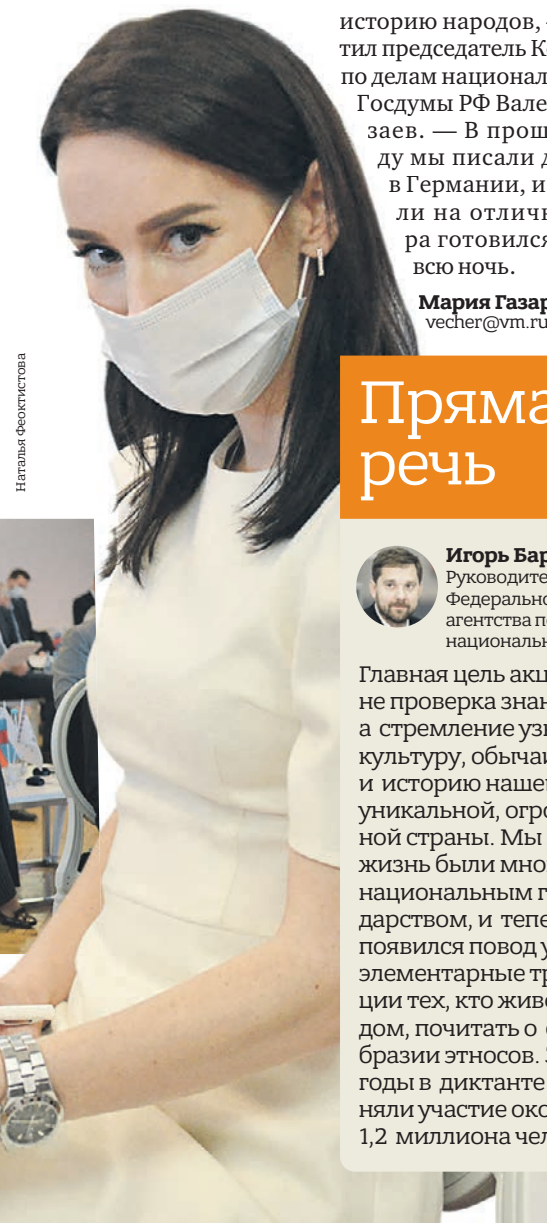 историю народов, -
тил председатель К
по делам национал
Госдумы РФ Вале
заев. — В прош
ду мы писали д
в Германии, и
ли на отличн
ра готовился
всю ночь.
Мария Газар
vecher@vm.ru
Наталья Феоктистова
Пряма
речь
Игорь Бар
Руководите
Федерально
агентства по
национальн
Главная цель акц
не проверка знан
а стремление узн
культуру, обычаи
и историю наше
уникальной, огро
ной страны. Мы
жизнь были мно
национальным г
дарством, и тепе
появился повод у
элементарные тр
ции тех, кто живе
дом, почитать о
бразии этносов.
годы в диктанте
няли участие око
1,2 миллиона чел